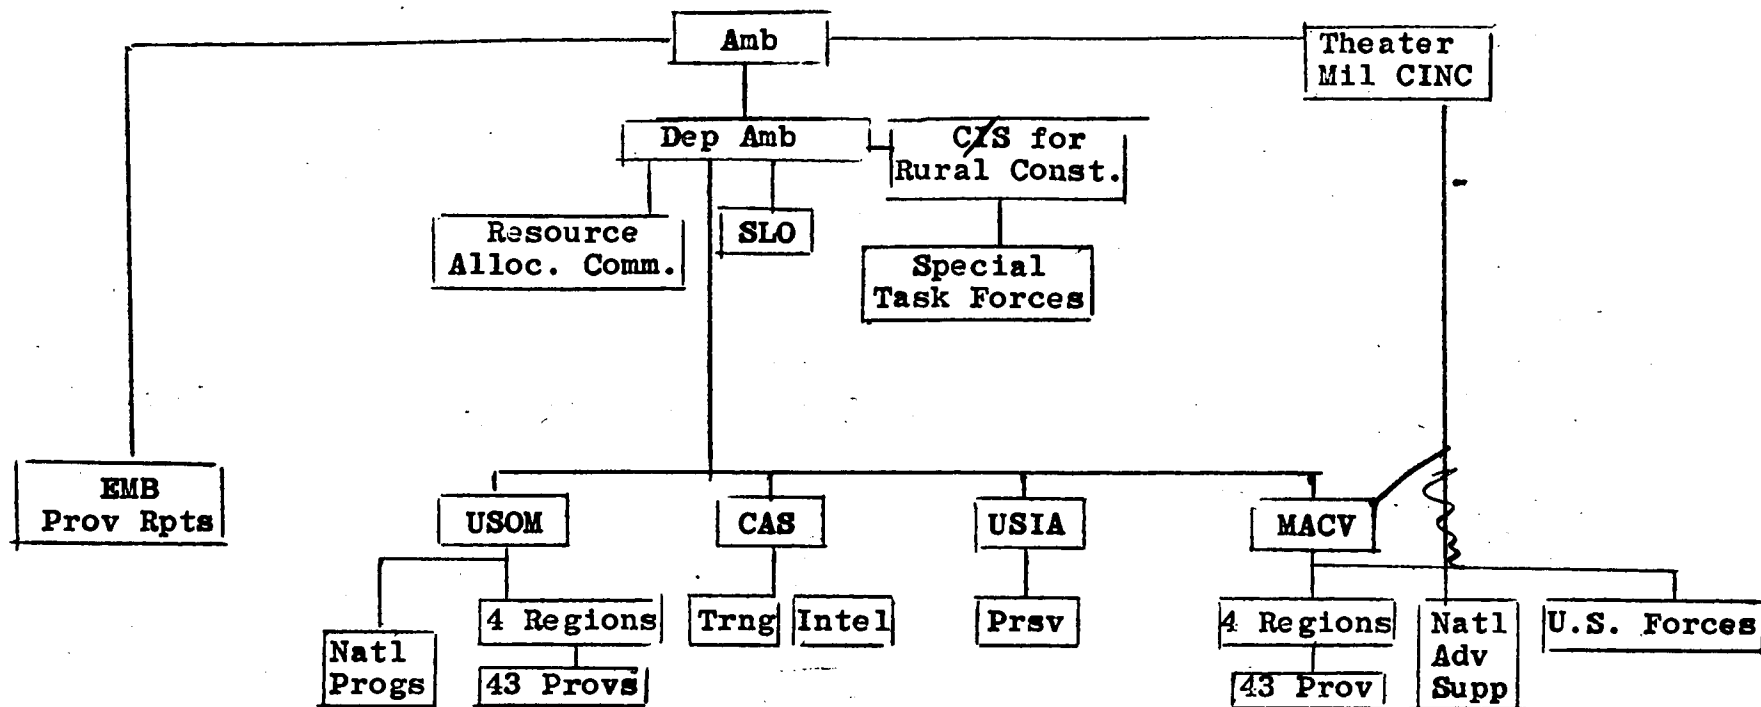 Amb
Theater
Mil CINC
Dep Amb
C/S for
Rural Const.
Resource
Alloc. Comm.
SLO
Special
Task Forces
EMB
Prov Rpts
USOM
CAS
USIA
MACV
4 Regions
Trng
Intel
Prsv
4 Regions
Natl
Adv
Supp
U.S. Forces
Natl
Progs
43 Provs
43 Prov